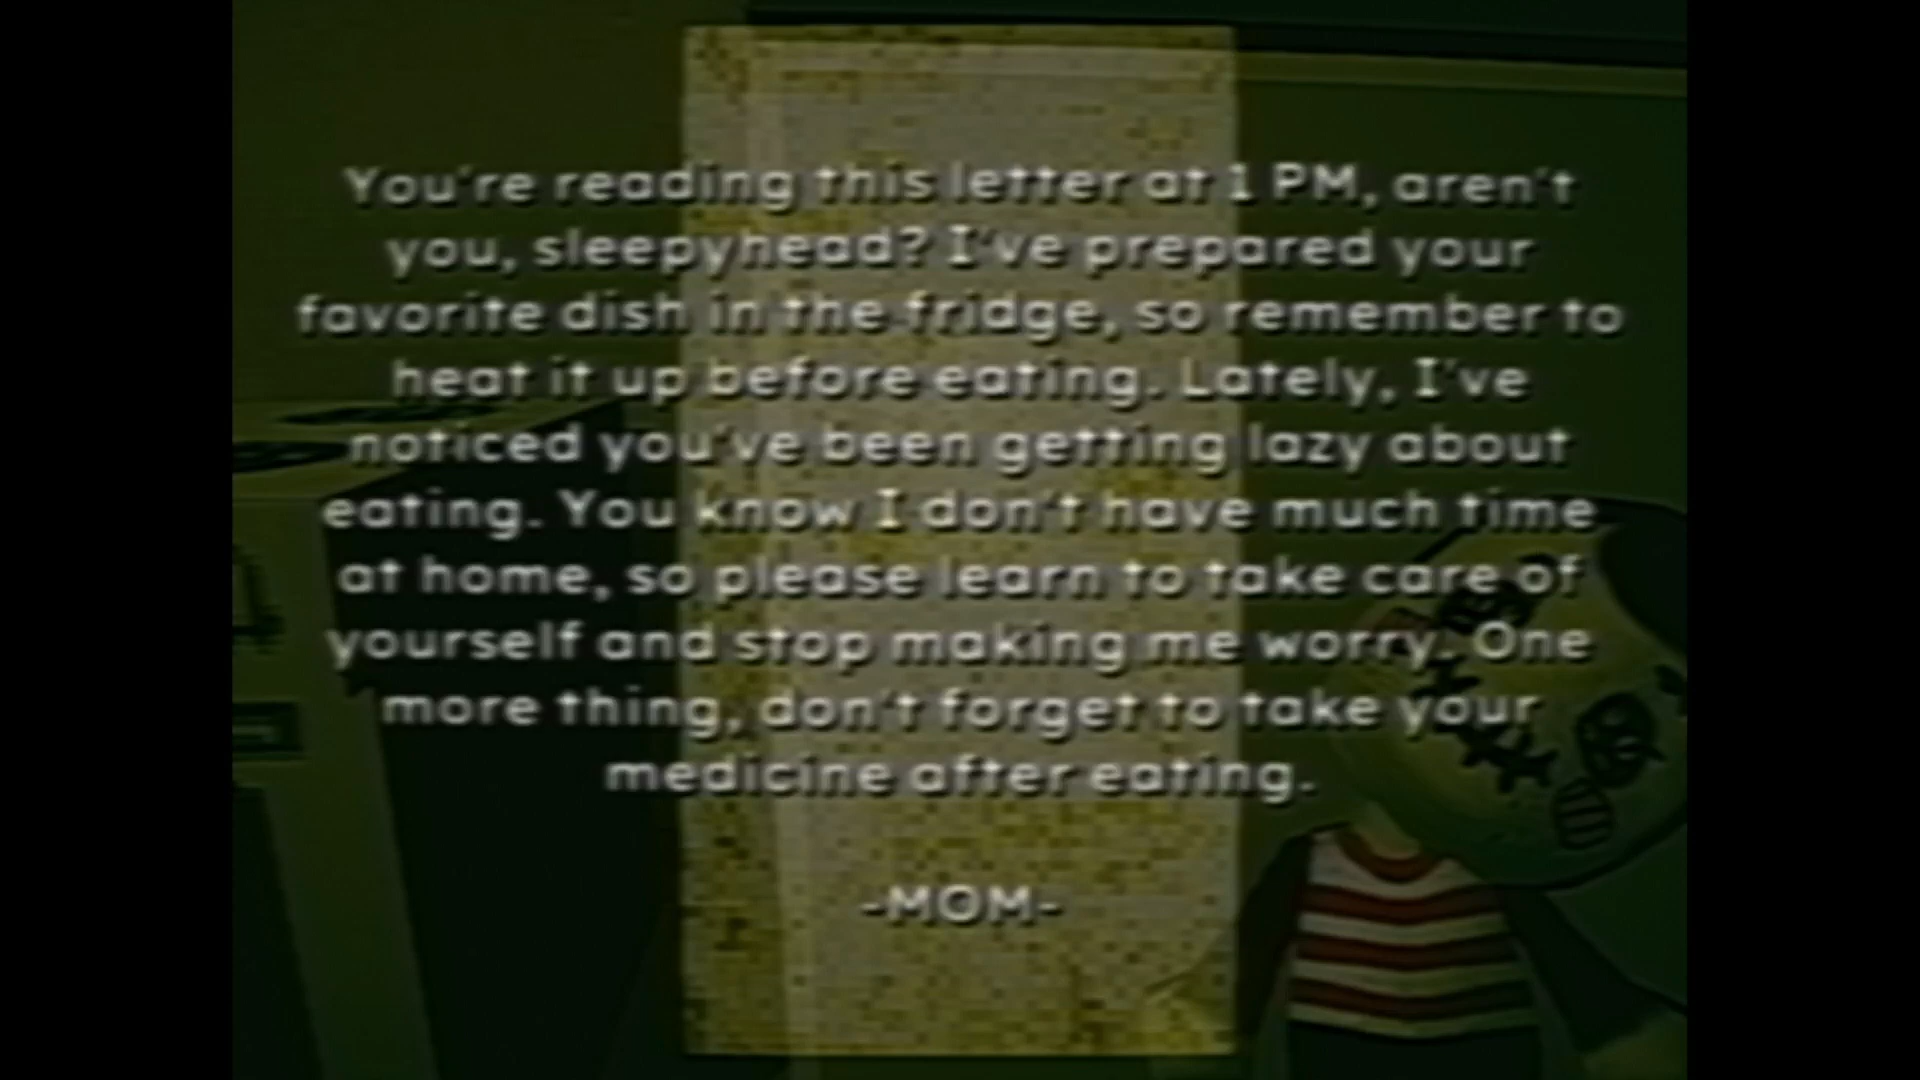 You're reading this letter at 1 PM, aren't
you, sleepyhead? I've prepared your
favorite dish in the fridge, so remember to
heat it up before eating. Lately, I've
noticed you've been getting lazy about
eating. You know I don't have much time
at home, so please learn to take care of
yourself and stop making me worry. One
more thing, don't forget to take your
medicine after eating.
-MOM-